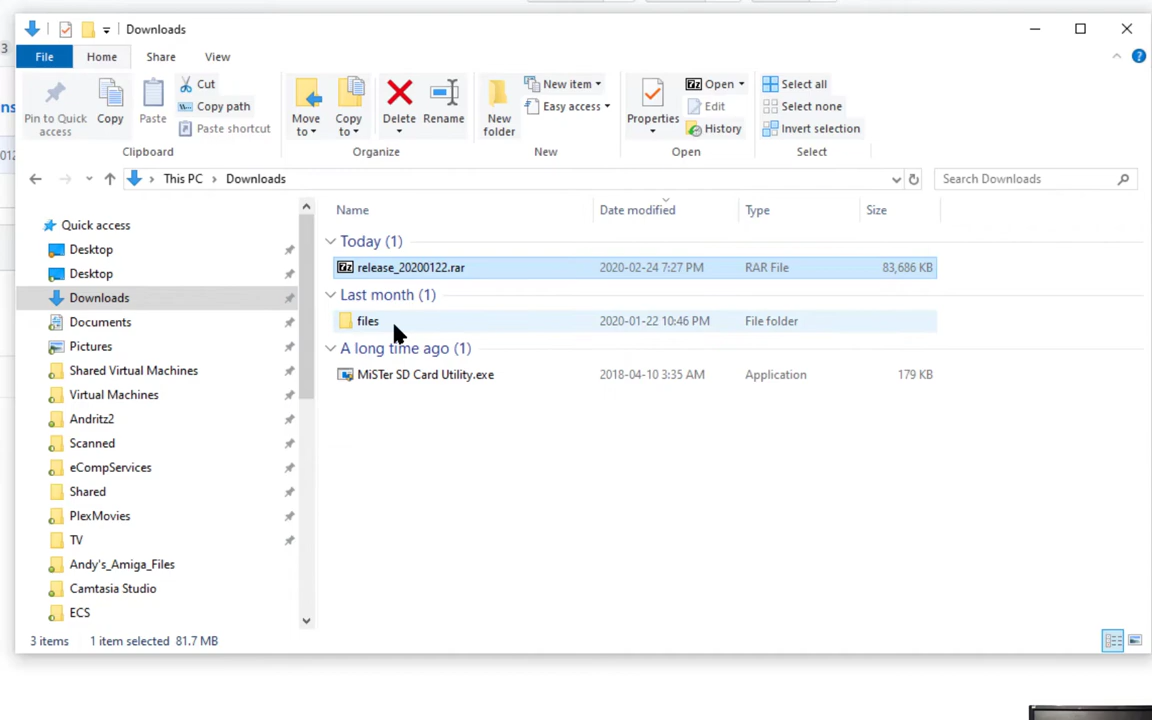 Downloads
3
File Home Share View
ns
012
Pin to Quick access
Copy
Paste
Cut
Copy path
Paste shortcut
Clipboard
Move to
Copy to
Delete
Rename
Organize
New folder
New item
Easy access
New
Properties
Open
Edit
History
Open
Select all
Select none
Invert selection
Select
This PC > Downloads
Search Downloads
Quick access
Desktop
Desktop
Downloads
Documents
Pictures
Shared Virtual Machines
Virtual Machines
Andritz2
Scanned
eCompServices
Shared
PlexMovies
TV
Andy's_Amiga_Files
Camtasia Studio
ECS
Name Date modified Type Size
Today (1)
7z release_20200122.rar 2020-02-24 7:27 PM RAR File 83,686 KB
Last month (1)
files 2020-01-22 10:46 PM File folder
A long time ago (1)
MiSTer SD Card Utility.exe 2018-04-10 3:35 AM Application 179 KB
3 items 1 item selected 81.7 MB